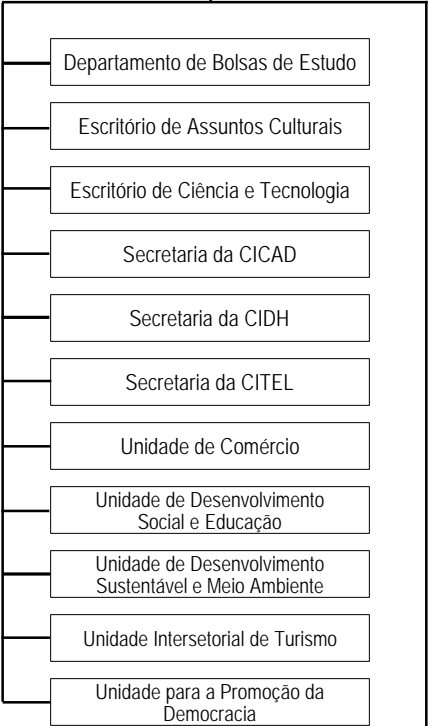 Departamento de Bolsas de Estudo
Escritório de Assuntos Culturais
Escritório de Ciência e Tecnologia
Secretaria da CICAD
Secretaria da CIDH
Secretaria da CITEL
Unidade de Comércio
Unidade de Desenvolvimento
Social e Educação
Unidade de Desenvolvimento
Sustentável e Meio Ambiente
Unidade Intersetorial de Turismo
Unidade para a Promoção da
Democracia